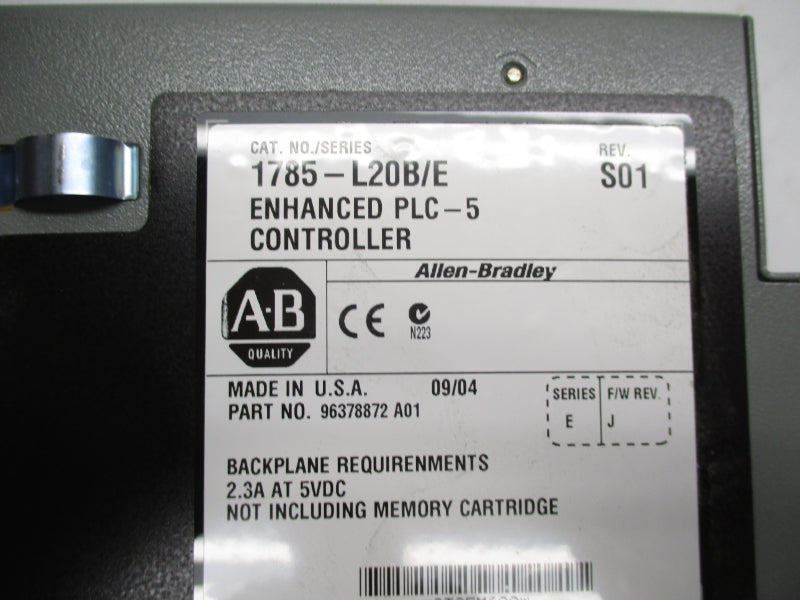 CAT. NO./SERIES
REV.
1785-L20B/E
S01
ENHANCED PLC-5
CONTROLLER
Allen-Bradley
A·B
QUALITY
CE
N223
MADE IN U.S.A. 09/04
PART NO. 96378872 A01
SERIES F/W REV.
E J
BACKPLANE REQUIRENMENTS
2.3A AT 5VDC
NOT INCLUDING MEMORY CARTRIDGE